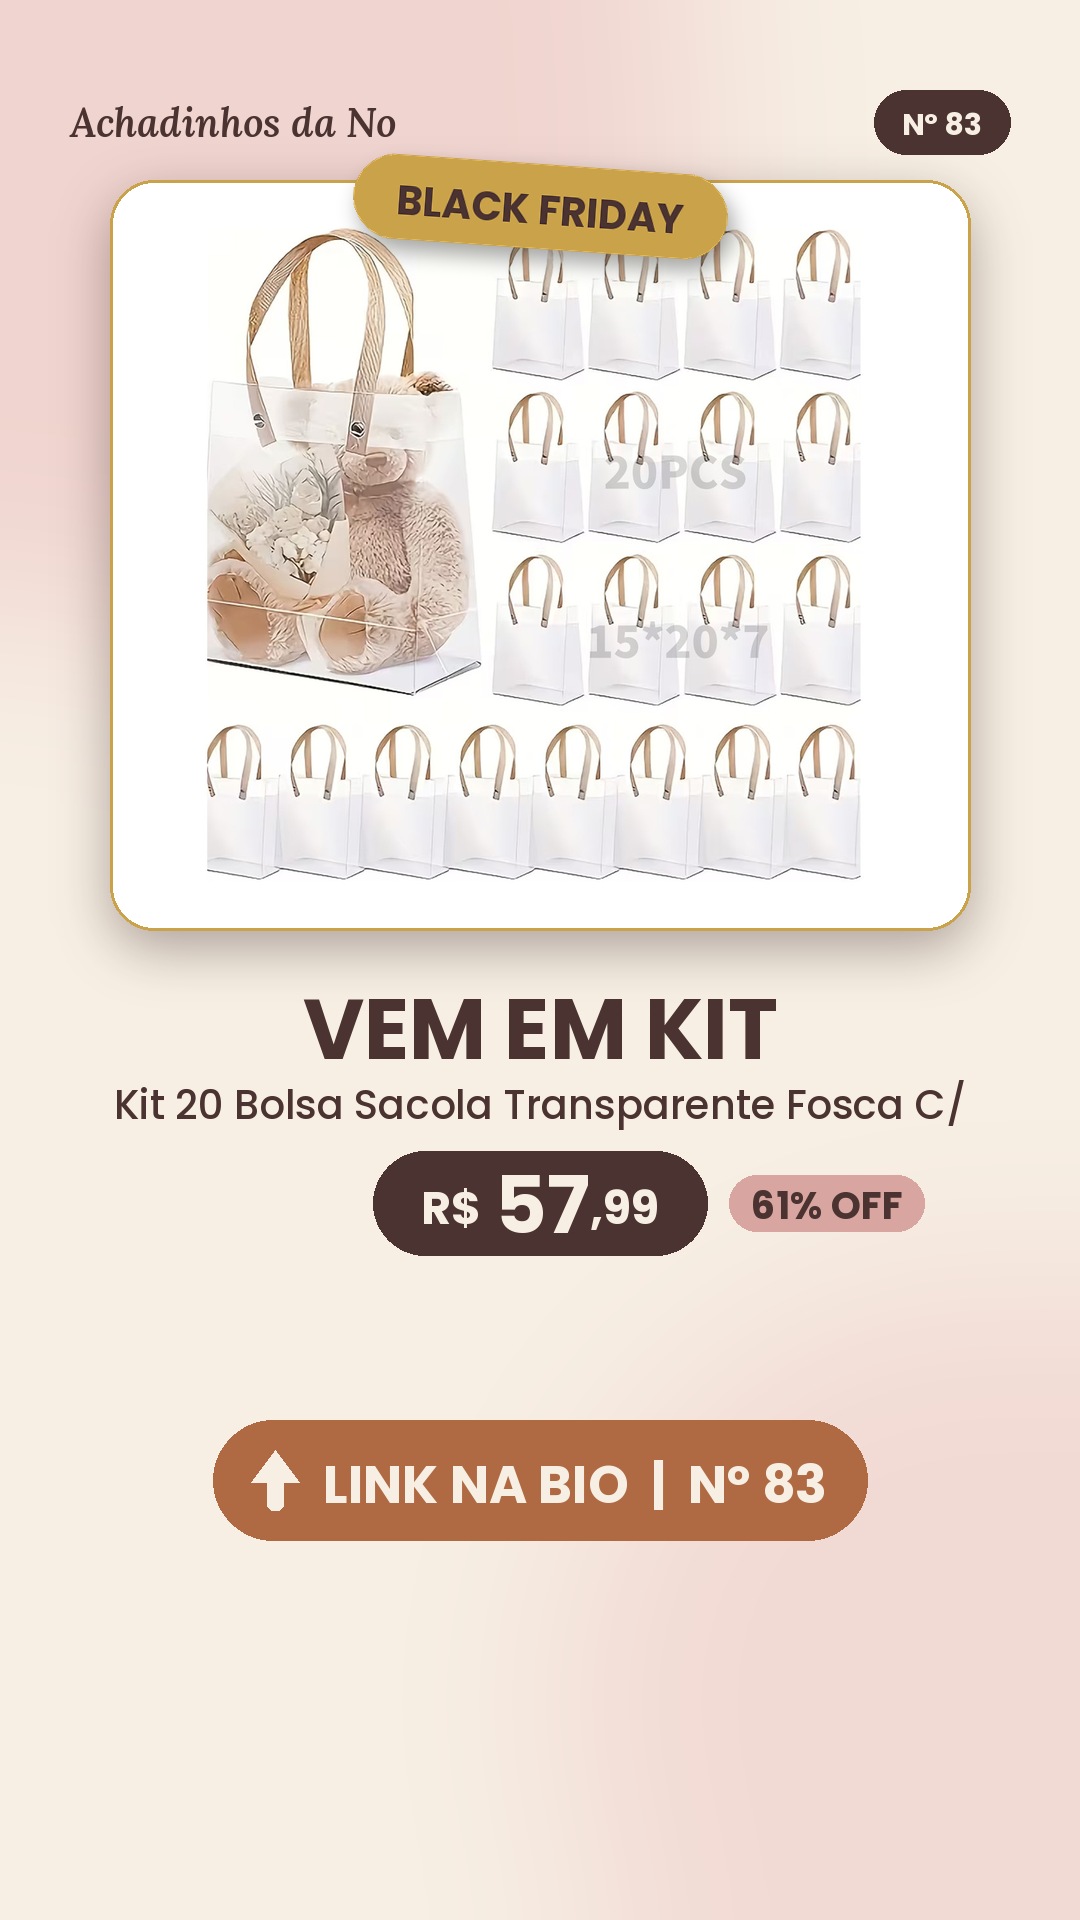 Achadinhos da No
Nº 83
BLACK FRIDAY
20PCS
15*20*7
VEM EM KIT
Kit 20 Bolsa Sacola Transparente Fosca C/
R$ 57,99
61% OFF
LINK NA BIO | Nº 83